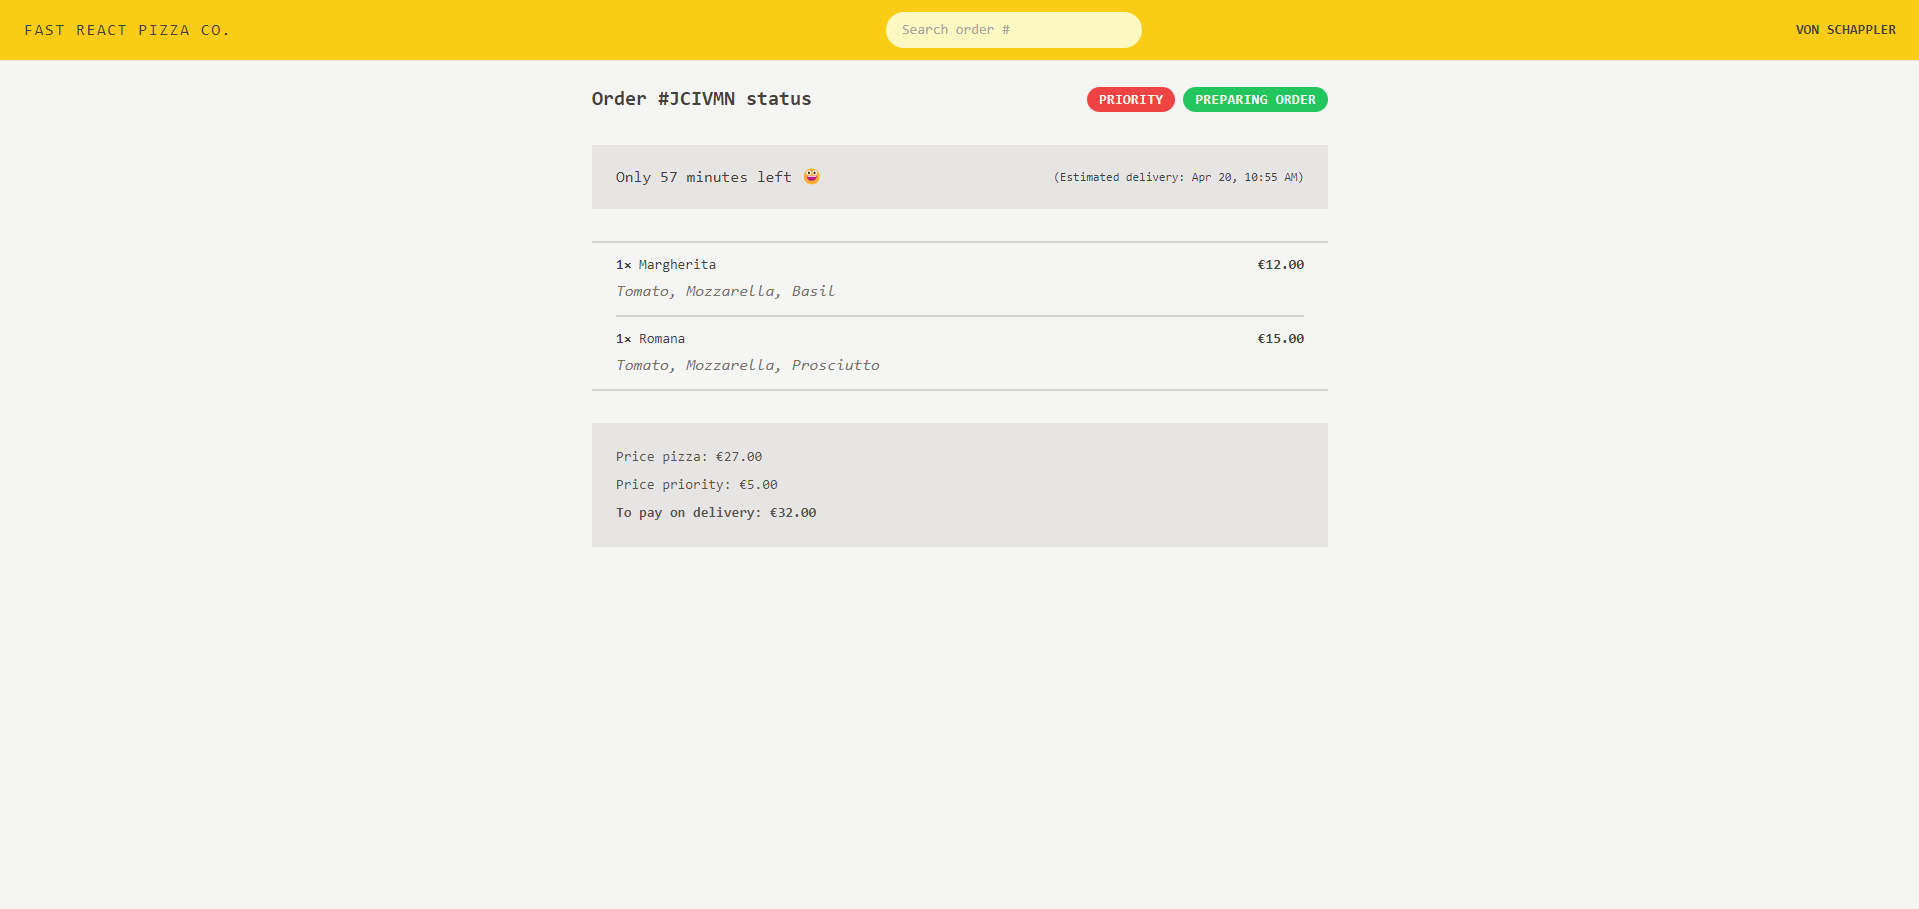 FAST REACT PIZZA CO.
Search order #
VON SCHAPPLER
Order #JCIVMN status
PRIORITY
PREPARING ORDER
Only 57 minutes left 😃
(Estimated delivery: Apr 20, 10:55 AM)
1× Margherita
€12.00
Tomato, Mozzarella, Basil
1× Romana
€15.00
Tomato, Mozzarella, Prosciutto
Price pizza: €27.00
Price priority: €5.00
To pay on delivery: €32.00